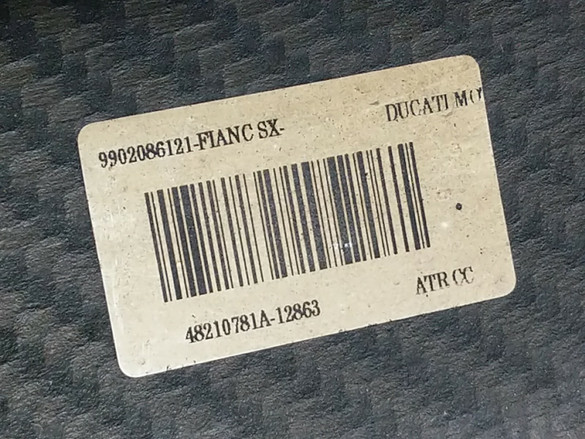 9902086121-FIANC SX-
DUCATI MO
48210781A-12863
ATR CC